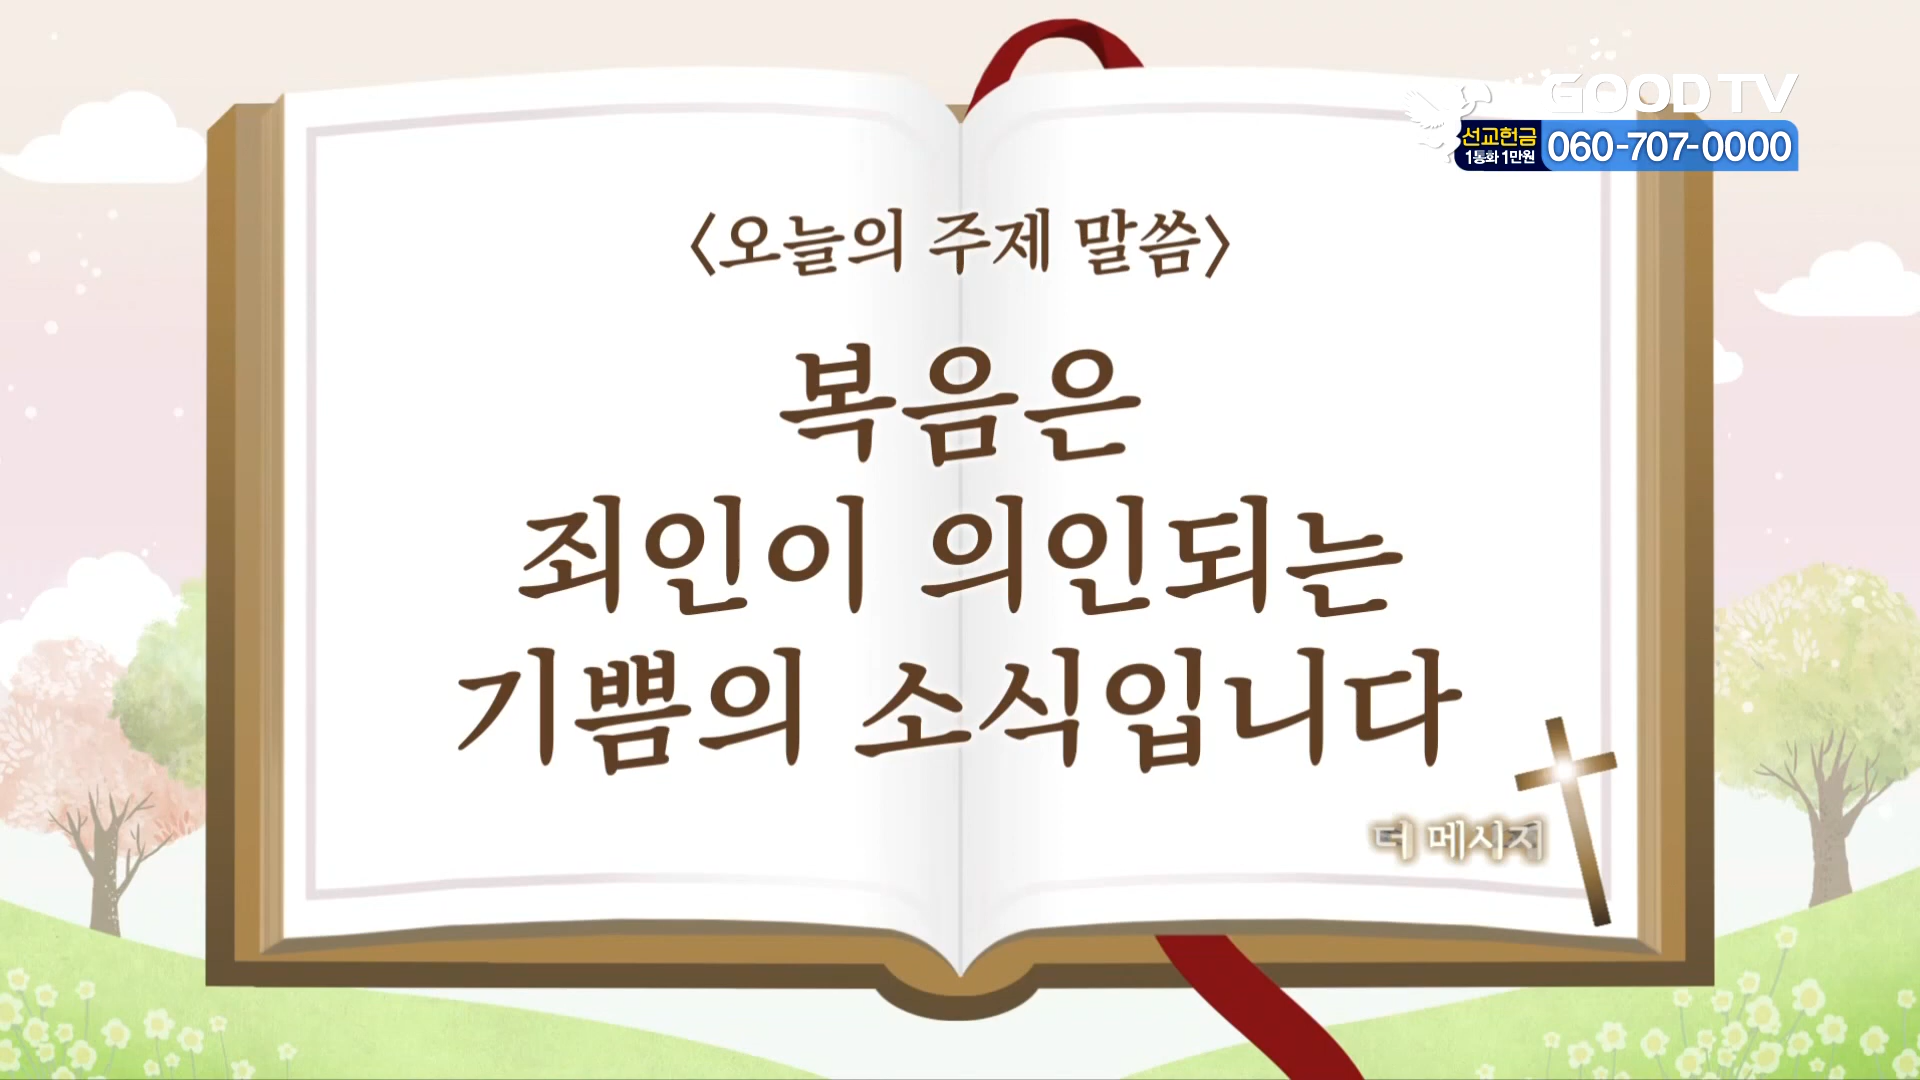 GOODTV
선교헌금
1통화 1만원
060-707-0000
〈오늘의 주제 말씀〉
복음은
죄인이 의인되는
기쁨의 소식입니다
더 메시지